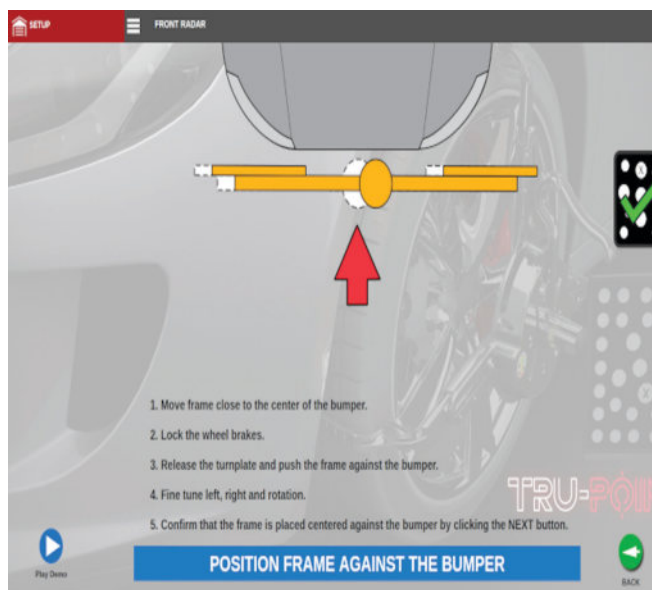 SETUP
FRONT RADAR
X
X
1. Move frame close to the center of the bumper.
2. Lock the wheel brakes.
3. Release the turnplate and push the frame against the bumper.
4. Fine tune left, right and rotation.
TRU-POIN
5. Confirm that the frame is placed centered against the bumper by clicking the NEXT button.
Play Demo
POSITION FRAME AGAINST THE BUMPER
BACK